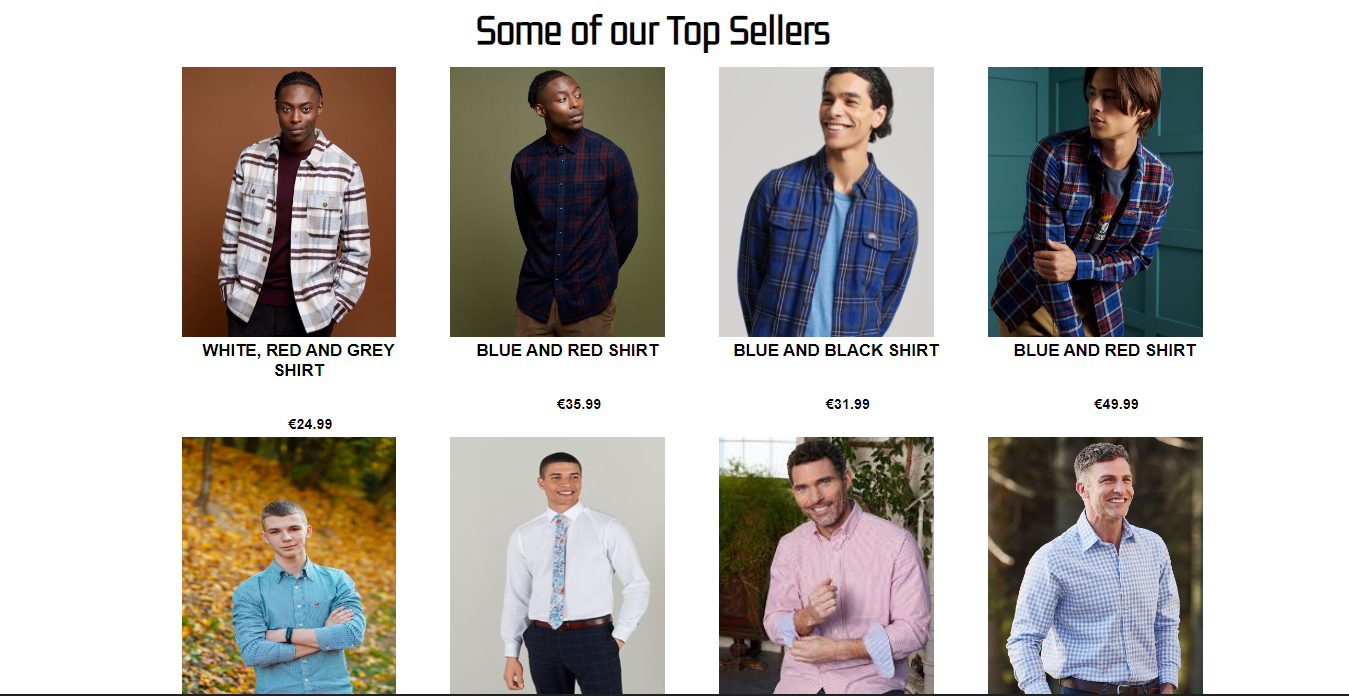 Some of our Top Sellers
WHITE, RED AND GREY
SHIRT
€24.99
BLUE AND RED SHIRT
€35.99
BLUE AND BLACK SHIRT
€31.99
BLUE AND RED SHIRT
€49.99